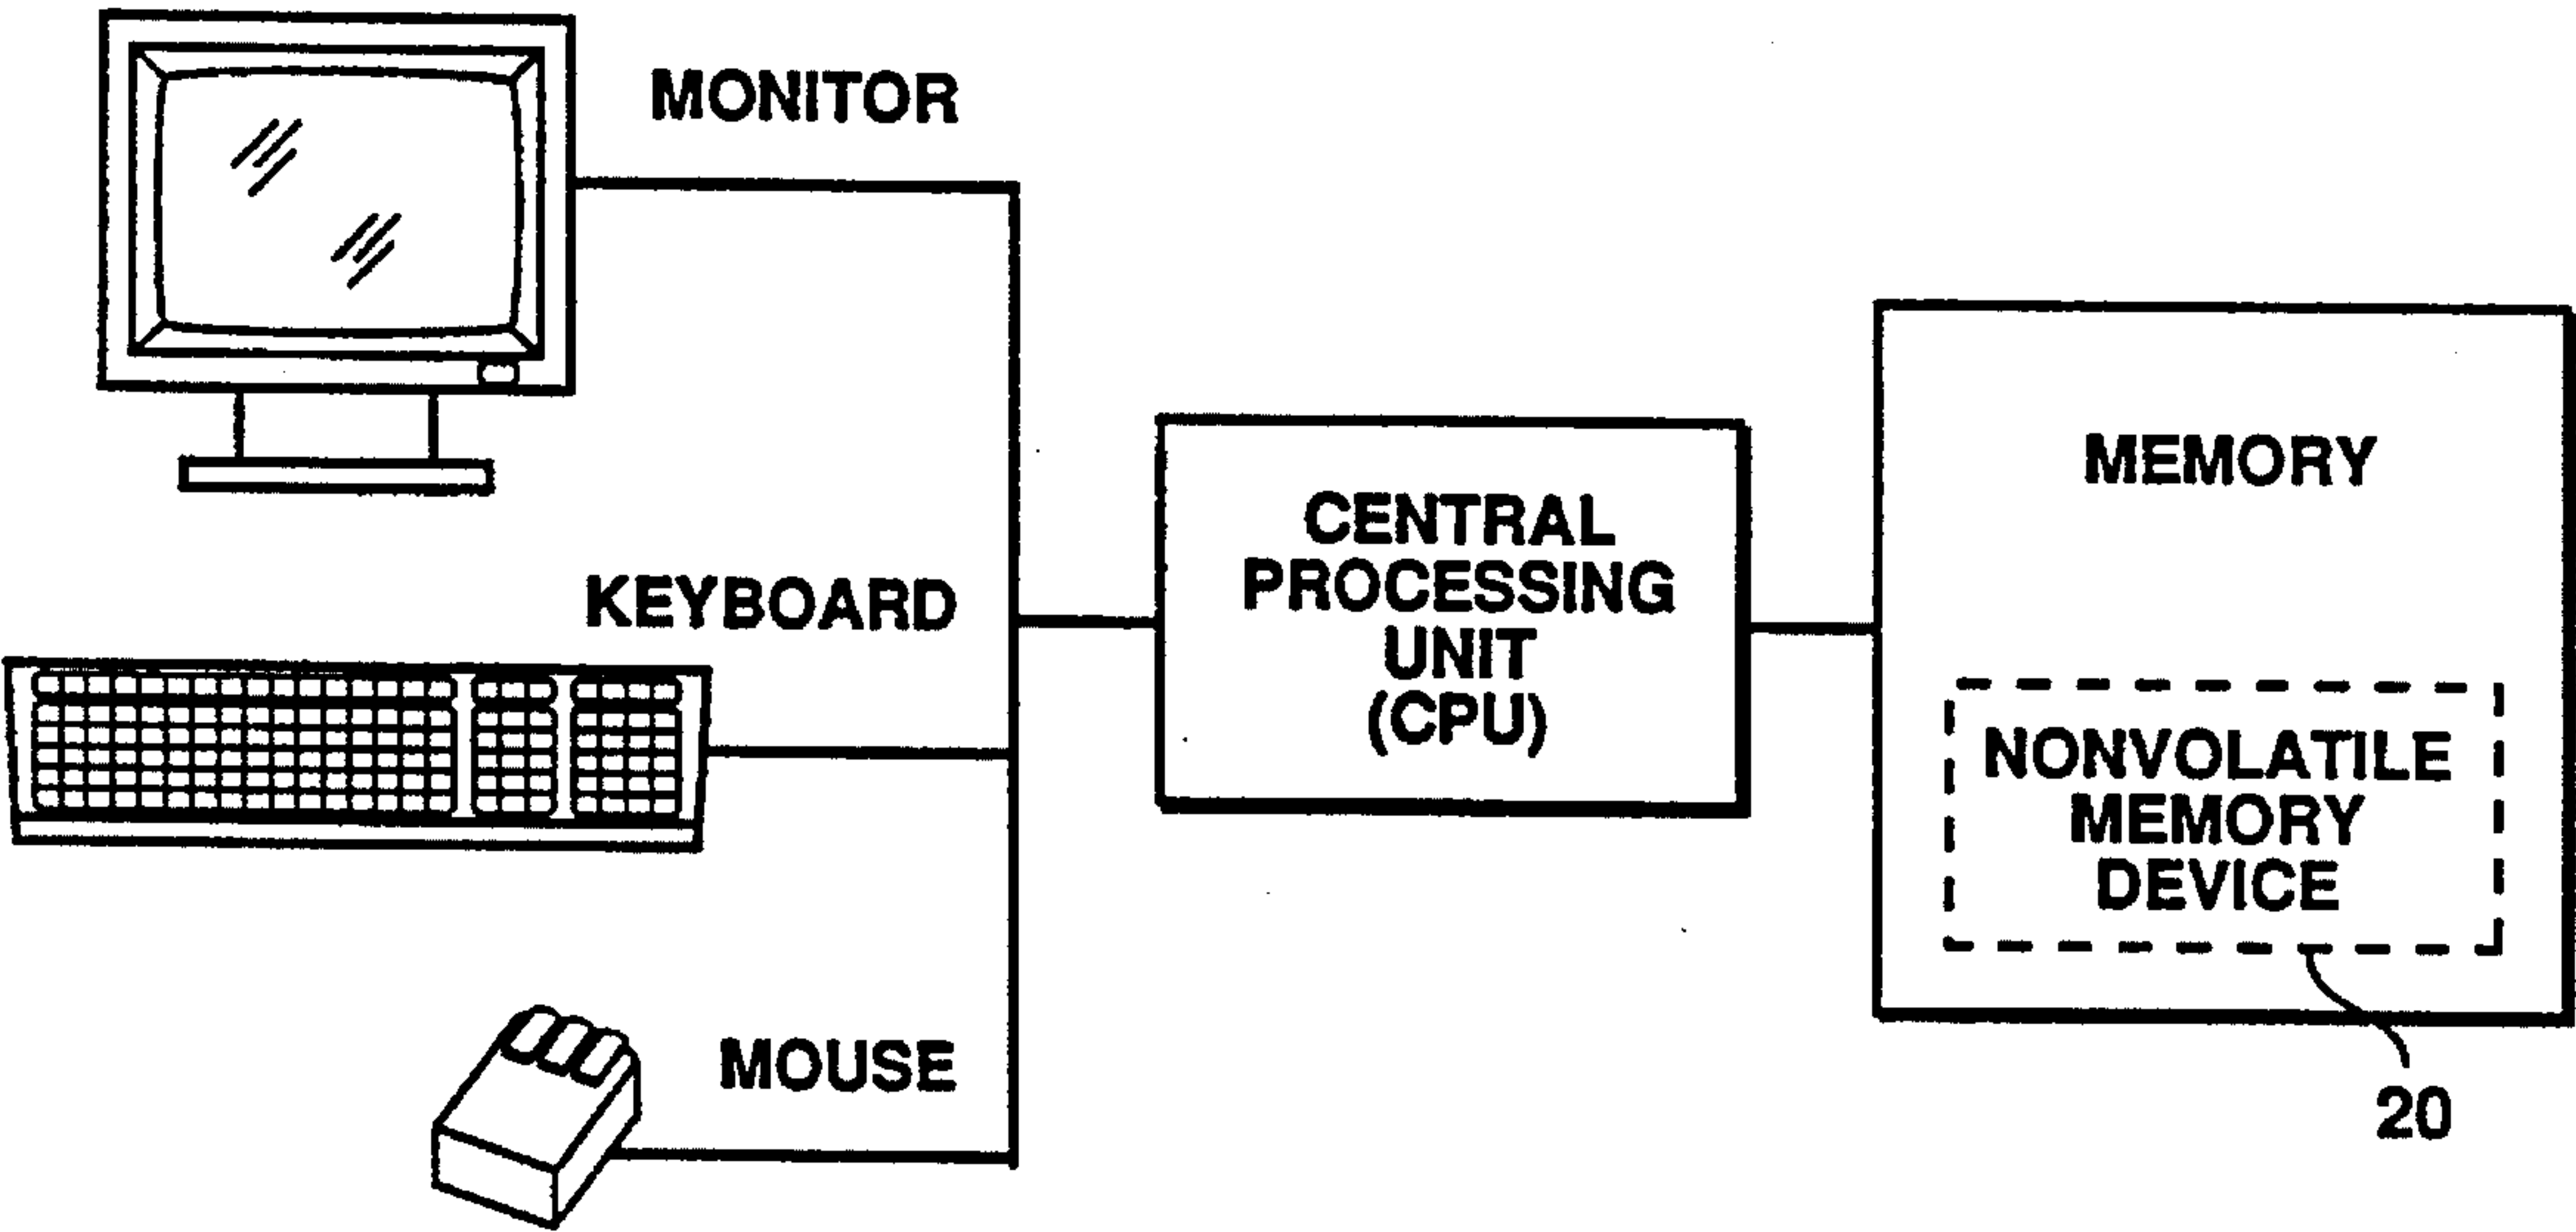 MONITOR
KEYBOARD
MOUSE
CENTRAL
PROCESSING
UNIT
(CPU)
MEMORY
NONVOLATILE
MEMORY
DEVICE
20